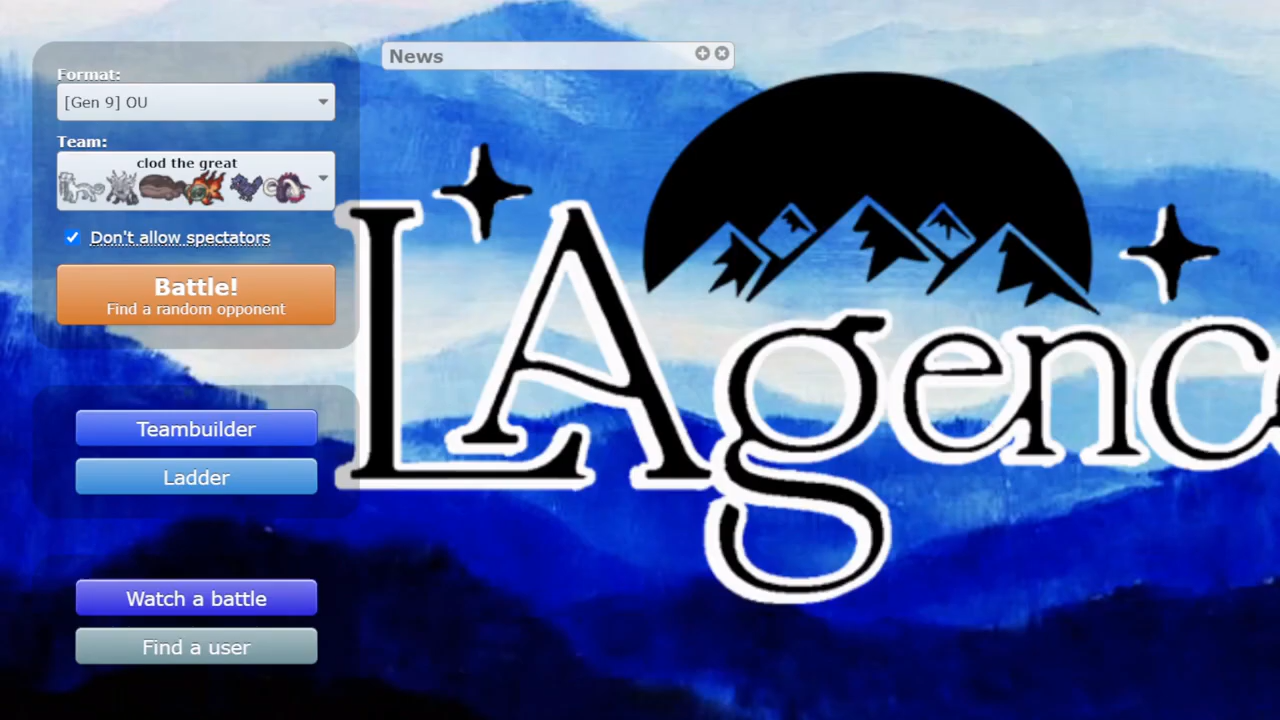 Format:
[Gen 9] OU
Team:
clod the great
Don't allow spectators
Battle!
Find a random opponent
Teambuilder
Ladder
Watch a battle
Find a user
News
LAgenc